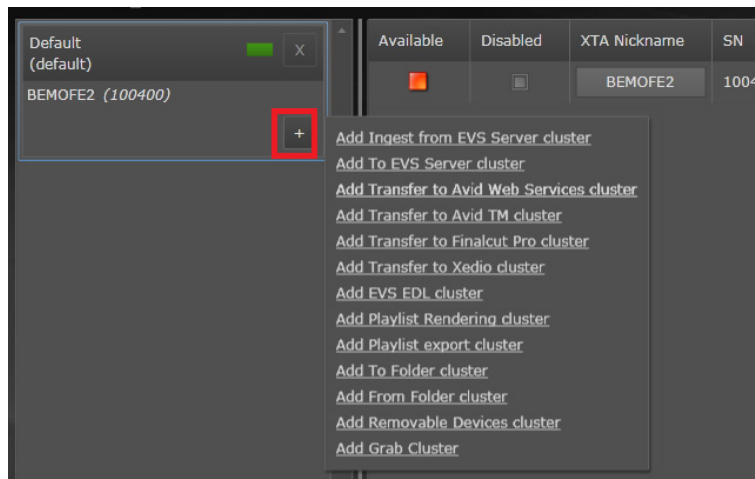 Default
(default)
X
BEMOFE2 (100400)
+
Available Disabled XTA Nickname SN
BEMOFE2
Add Ingest from EVS Server cluster
Add To EVS Server cluster
Add Transfer to Avid Web Services cluster
Add Transfer to Avid TM cluster
Add Transfer to Finalcut Pro cluster
Add Transfer to Xedio cluster
Add EVS EDL cluster
Add Playlist Rendering cluster
Add Playlist export cluster
Add To Folder cluster
Add From Folder cluster
Add Removable Devices cluster
Add Grab Cluster